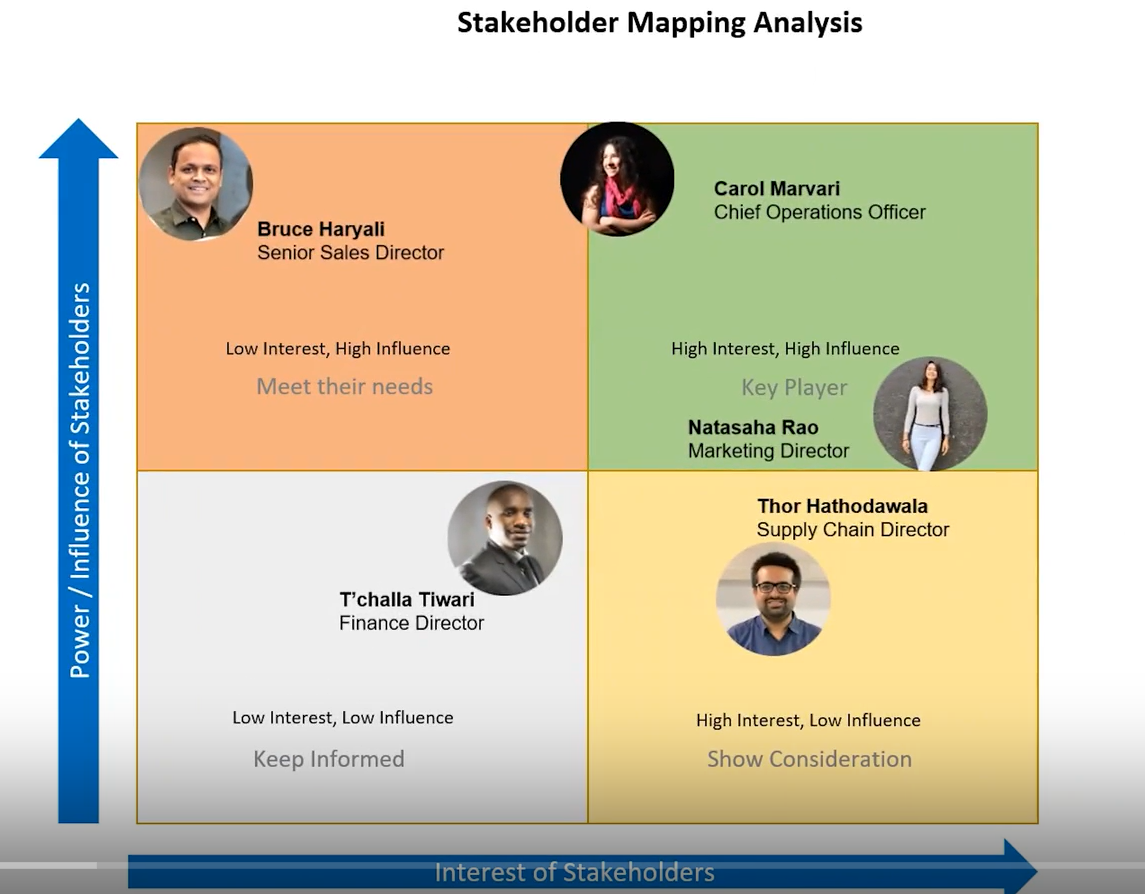 Stakeholder Mapping Analysis
Power / Influence of Stakeholders
Bruce Haryali
Senior Sales Director
Low Interest, High Influence
Meet their needs
Carol Marvari
Chief Operations Officer
High Interest, High Influence
Key Player
Natasaha Rao
Marketing Director
T’challa Tiwari
Finance Director
Low Interest, Low Influence
Keep Informed
Thor Hathodawala
Supply Chain Director
High Interest, Low Influence
Show Consideration
Interest of Stakeholders